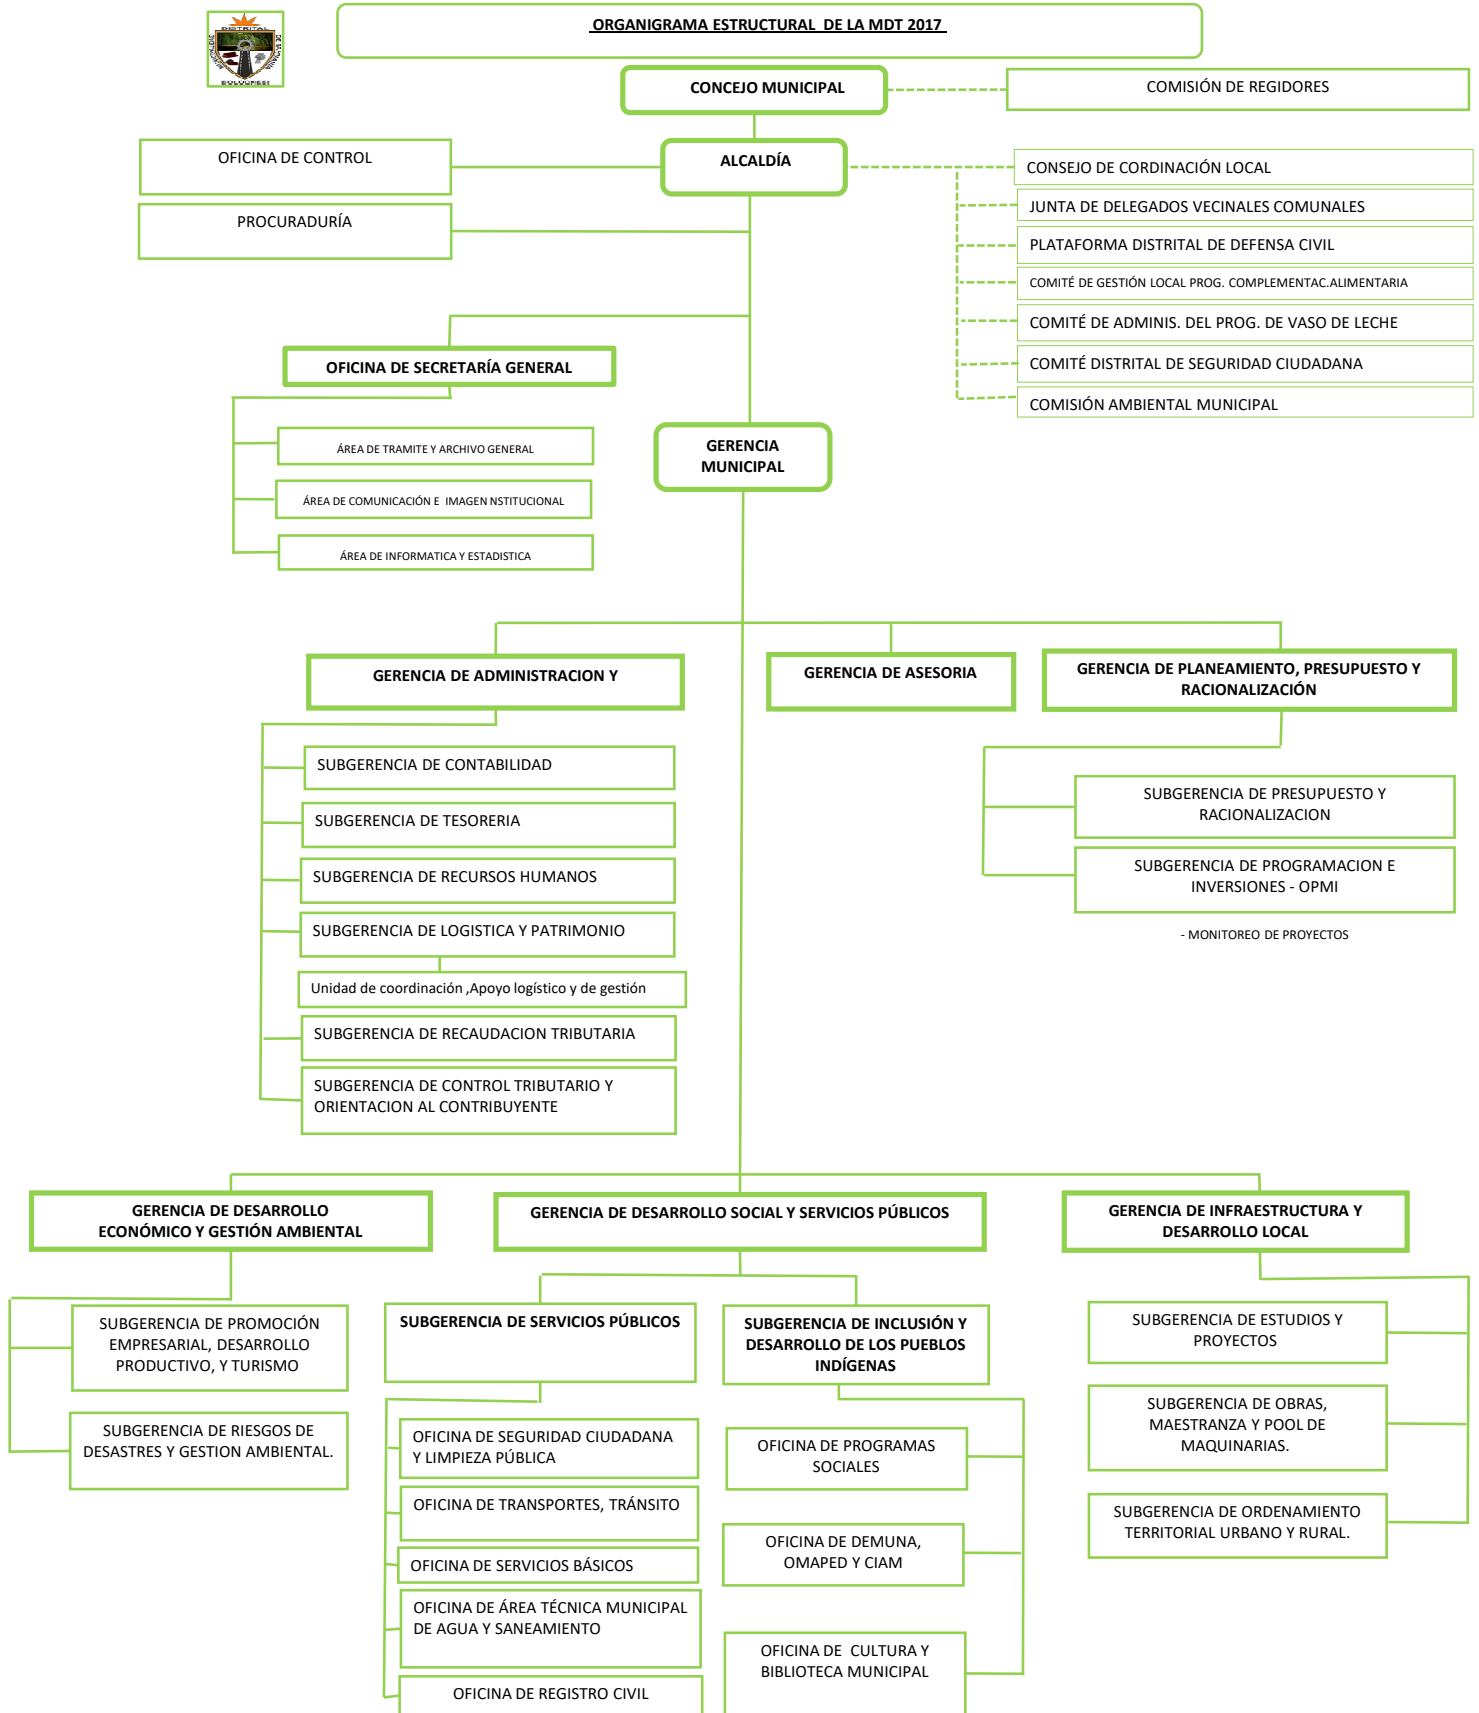 ORGANIGRAMA ESTRUCTURAL DE LA MDT 2017
DISTRITAL
CONCEJO MUNICIPAL
COMISIÓN DE REGIDORES
OFICINA DE CONTROL
ALCALDÍA
CONSEJO DE CORDINACIÓN LOCAL
JUNTA DE DELEGADOS VECINALES COMUNALES
PROCURADURÍA
PLATAFORMA DISTRITAL DE DEFENSA CIVIL
COMITÉ DE GESTIÓN LOCAL PROG. COMPLEMENTAC.ALIMENTARIA
COMITÉ DE ADMINIS. DEL PROG. DE VASO DE LECHE
COMITÉ DISTRITAL DE SEGURIDAD CIUDADANA
COMISIÓN AMBIENTAL MUNICIPAL
OFICINA DE SECRETARÍA GENERAL
ÁREA DE TRAMITE Y ARCHIVO GENERAL
ÁREA DE COMUNICACIÓN E IMAGEN NSTITUCIONAL
ÁREA DE INFORMATICA Y ESTADISTICA
GERENCIA
MUNICIPAL
GERENCIA DE ADMINISTRACION Y
GERENCIA DE ASESORIA
GERENCIA DE PLANEAMIENTO, PRESUPUESTO Y
RACIONALIZACIÓN
SUBGERENCIA DE CONTABILIDAD
SUBGERENCIA DE TESORERIA
SUBGERENCIA DE RECURSOS HUMANOS
SUBGERENCIA DE LOGISTICA Y PATRIMONIO
Unidad de coordinación ,Apoyo logístico y de gestión
SUBGERENCIA DE RECAUDACION TRIBUTARIA
SUBGERENCIA DE CONTROL TRIBUTARIO Y
ORIENTACION AL CONTRIBUYENTE
SUBGERENCIA DE PRESUPUESTO Y
RACIONALIZACION
SUBGERENCIA DE PROGRAMACION E
INVERSIONES - OPMI
- MONITOREO DE PROYECTOS
GERENCIA DE DESARROLLO
ECONÓMICO Y GESTIÓN AMBIENTAL
GERENCIA DE DESARROLLO SOCIAL Y SERVICIOS PÚBLICOS
GERENCIA DE INFRAESTRUCTURA Y
DESARROLLO LOCAL
SUBGERENCIA DE PROMOCIÓN
EMPRESARIAL, DESARROLLO
PRODUCTIVO, Y TURISMO
SUBGERENCIA DE RIESGOS DE
DESASTRES Y GESTION AMBIENTAL.
SUBGERENCIA DE SERVICIOS PÚBLICOS
OFICINA DE SEGURIDAD CIUDADANA
Y LIMPIEZA PÚBLICA
OFICINA DE TRANSPORTES, TRÁNSITO
OFICINA DE SERVICIOS BÁSICOS
OFICINA DE ÁREA TÉCNICA MUNICIPAL
DE AGUA Y SANEAMIENTO
OFICINA DE REGISTRO CIVIL
SUBGERENCIA DE INCLUSIÓN Y
DESARROLLO DE LOS PUEBLOS
INDÍGENAS
OFICINA DE PROGRAMAS
SOCIALES
OFICINA DE DEMUNA,
OMAPED Y CIAM
OFICINA DE CULTURA Y
BIBLIOTECA MUNICIPAL
SUBGERENCIA DE ESTUDIOS Y
PROYECTOS
SUBGERENCIA DE OBRAS,
MAESTRANZA Y POOL DE
MAQUINARIAS.
SUBGERENCIA DE ORDENAMIENTO
TERRITORIAL URBANO Y RURAL.